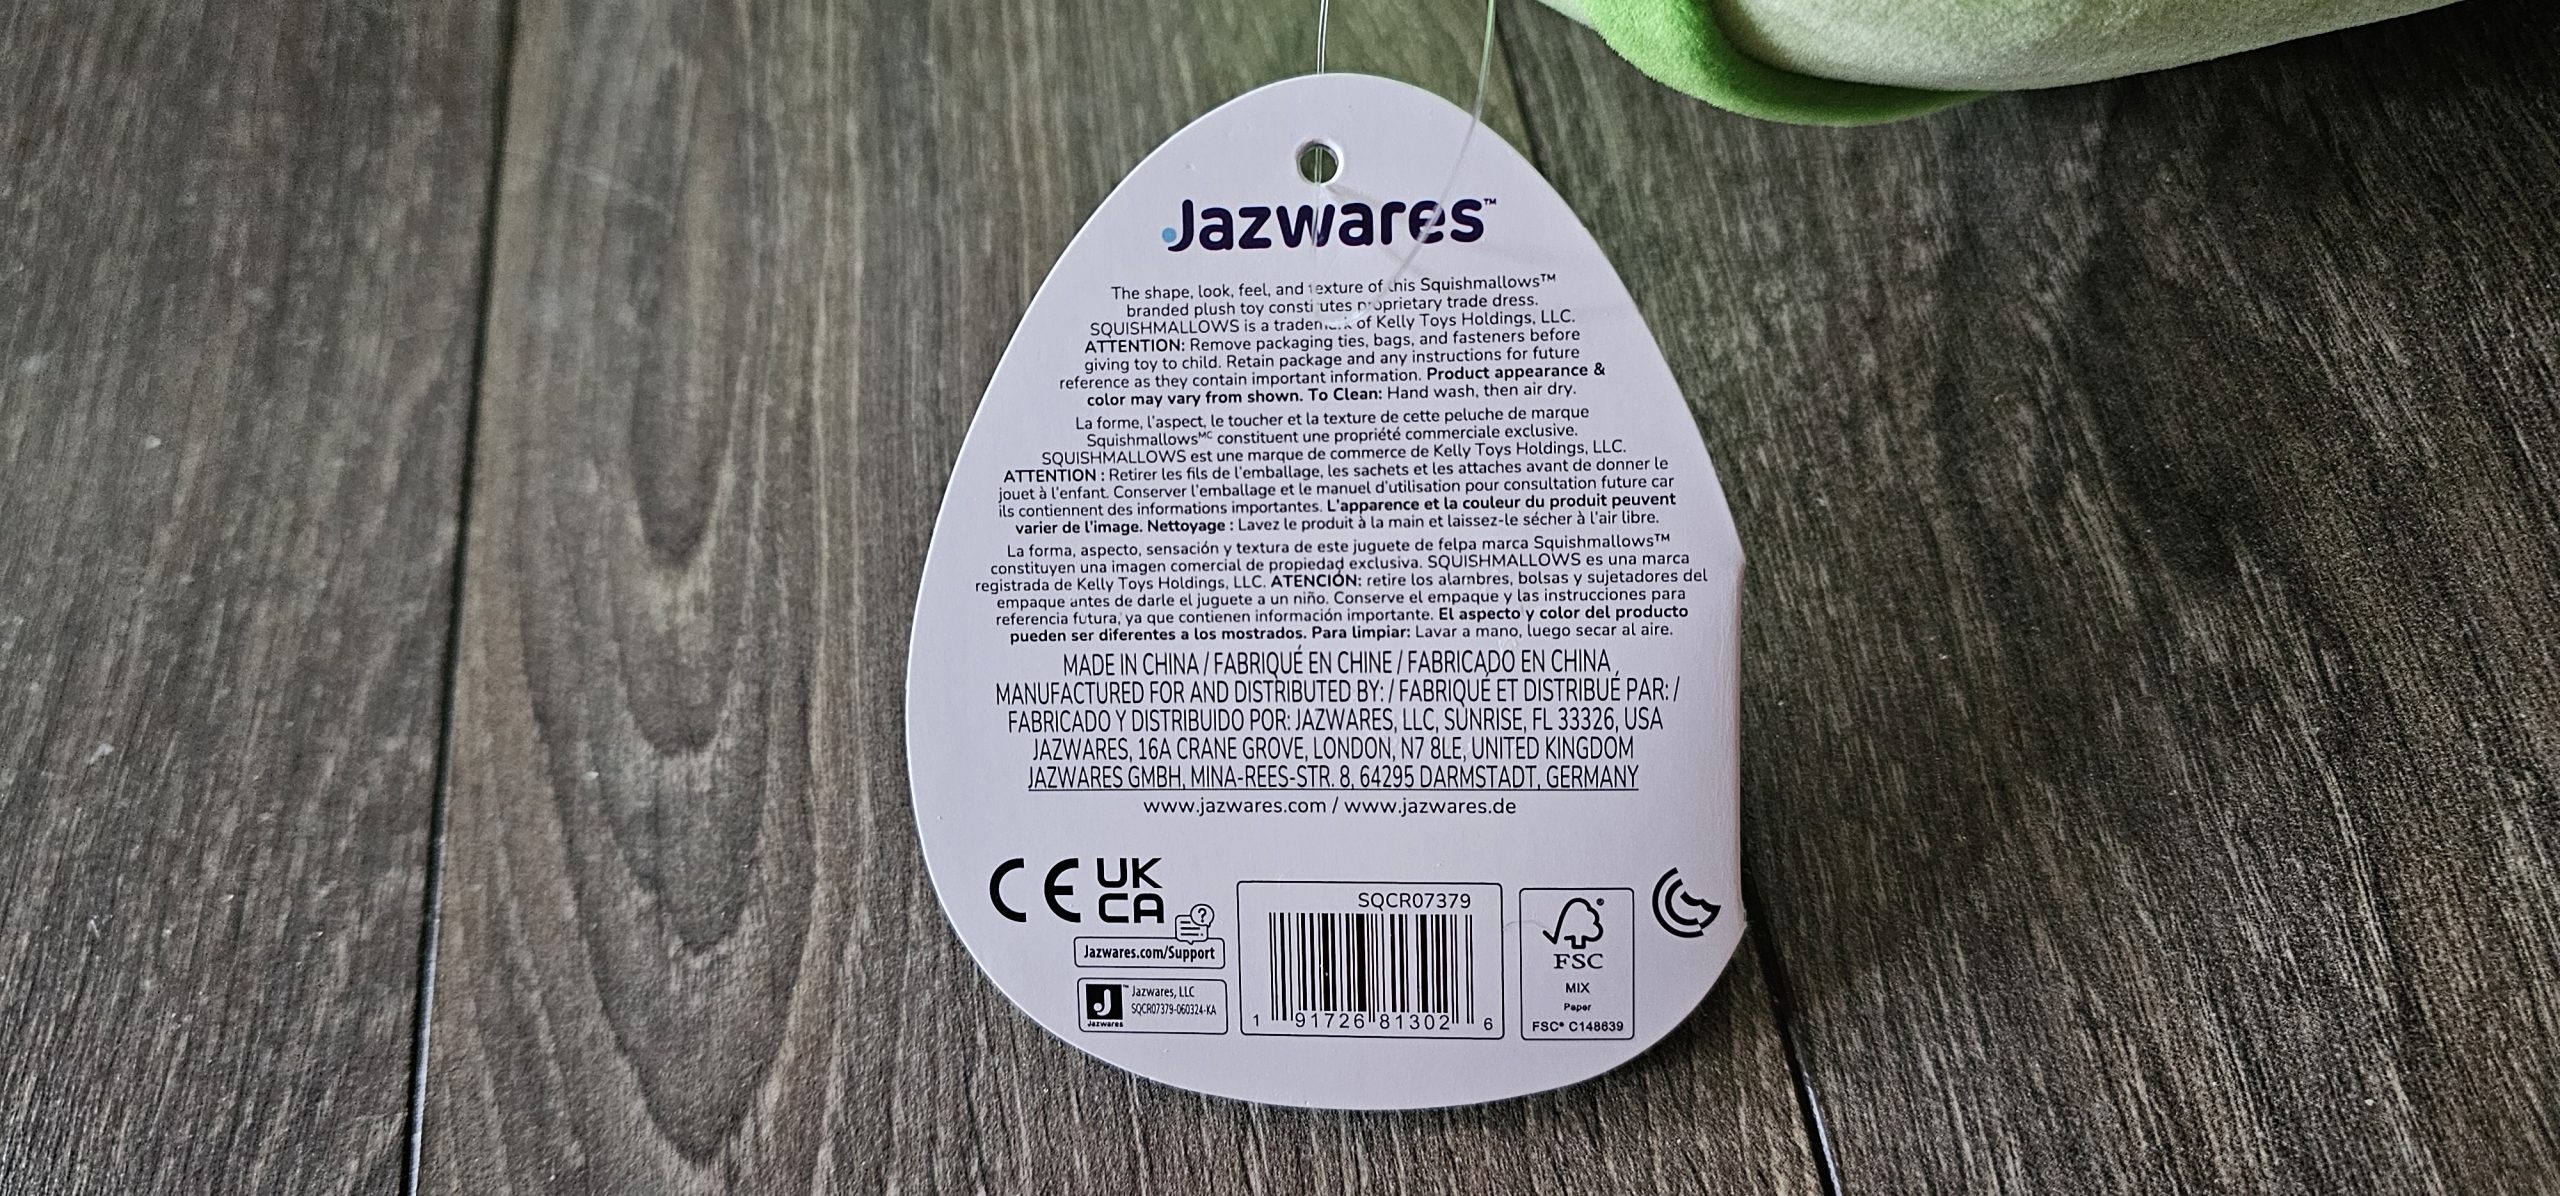 Jazwares™
The shape, look, feel, and texture of this Squishmallows™
branded plush toy constitutes proprietary trade dress.
SQUISHMALLOWS is a trademark of Kelly Toys Holdings, LLC.
ATTENTION: Remove packaging ties, bags, and fasteners before
giving toy to child. Retain package and any instructions for future
reference as they contain important information. Product appearance &
color may vary from shown. To Clean: Hand wash, then air dry.
La forme, l'aspect, le toucher et la texture de cette peluche de marque
Squishmallowsᴹᶜ constituent une propriété commerciale exclusive.
SQUISHMALLOWS est une marque de commerce de Kelly Toys Holdings, LLC.
ATTENTION : Retirer les fils de l'emballage, les sachets et les attaches avant de donner le
jouet à l'enfant. Conserver l'emballage et le manuel d'utilisation pour consultation future car
ils contiennent des informations importantes. L'apparence et la couleur du produit peuvent
varier de l'image. Nettoyage : Lavez le produit à la main et laissez-le sécher à l'air libre.
La forma, aspecto, sensación y textura de este juguete de felpa marca Squishmallows™
constituyen una imagen comercial de propiedad exclusiva. SQUISHMALLOWS es una marca
registrada de Kelly Toys Holdings, LLC. ATENCIÓN: retire los alambres, bolsas y sujetadores del
empaque antes de darle el juguete a un niño. Conserve el empaque y las instrucciones para
referencia futura, ya que contienen información importante. El aspecto y color del producto
pueden ser diferentes a los mostrados. Para limpiar: Lavar a mano, luego secar al aire.
MADE IN CHINA / FABRIQUÉ EN CHINE / FABRICADO EN CHINA
MANUFACTURED FOR AND DISTRIBUTED BY: / FABRIQUÉ ET DISTRIBUÉ PAR: /
FABRICADO Y DISTRIBUIDO POR: JAZWARES, LLC, SUNRISE, FL 33326, USA
JAZWARES, 16A CRANE GROVE, LONDON, N7 8LE, UNITED KINGDOM
JAZWARES GMBH, MINA-REES-STR. 8, 64295 DARMSTADT, GERMANY
www.jazwares.com / www.jazwares.de
CE
UK
CA
?
Jazwares.com/Support
J™
Jazwares
Jazwares, LLC
SQCR07379-060324-KA
SQCR07379
1 91726 81302 6
®
FSC
MIX
Paper
FSC® C148639